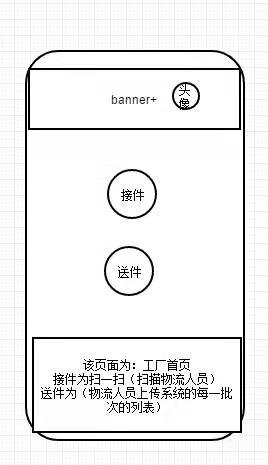 banner+
头
像
接件
送件
该页面为：工厂首页
接件为扫一扫（扫描物流人员）
送件为（物流人员上传系统的每一批
次的列表）